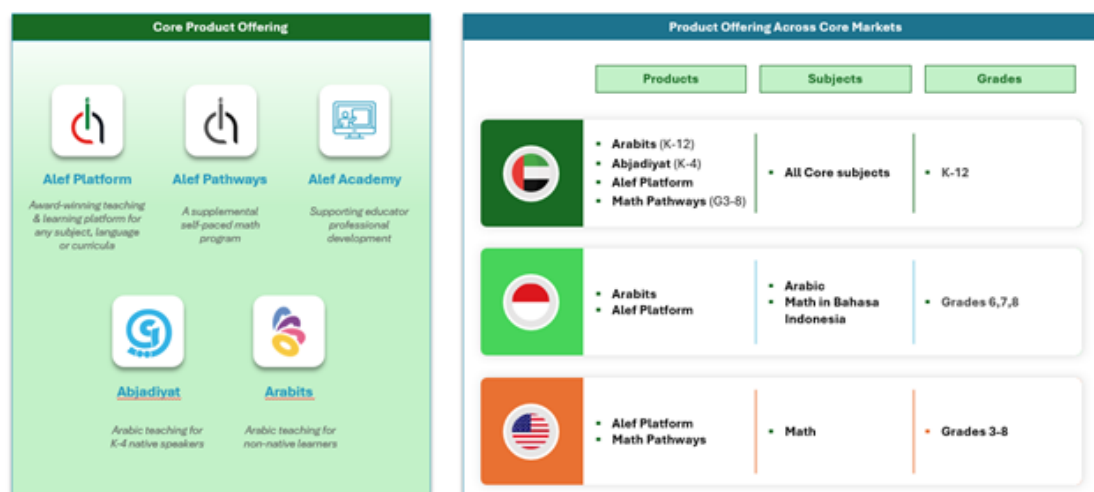 Core Product Offering
Alef Platform
Award-winning teaching
& learning platform for
any subject, language
or curricula
Alef Pathways
A supplemental
self-paced math
program
Alef Academy
Supporting educator
professional
development
Abjadiyat
Arabic teaching for
K-4 native speakers
Arabits
Arabic teaching for
non-native learners
Product Offering Across Core Markets
Products
Subjects
Grades
▪ Arabits (K-12)
▪ Abjadiyat (K-4)
▪ Alef Platform
▪ Math Pathways (G3-8)
▪ All Core subjects
▪ K-12
▪ Arabits
▪ Alef Platform
▪ Arabic
▪ Math in Bahasa
Indonesia
▪ Grades 6,7,8
▪ Alef Platform
▪ Math Pathways
▪ Math
▪ Grades 3-8